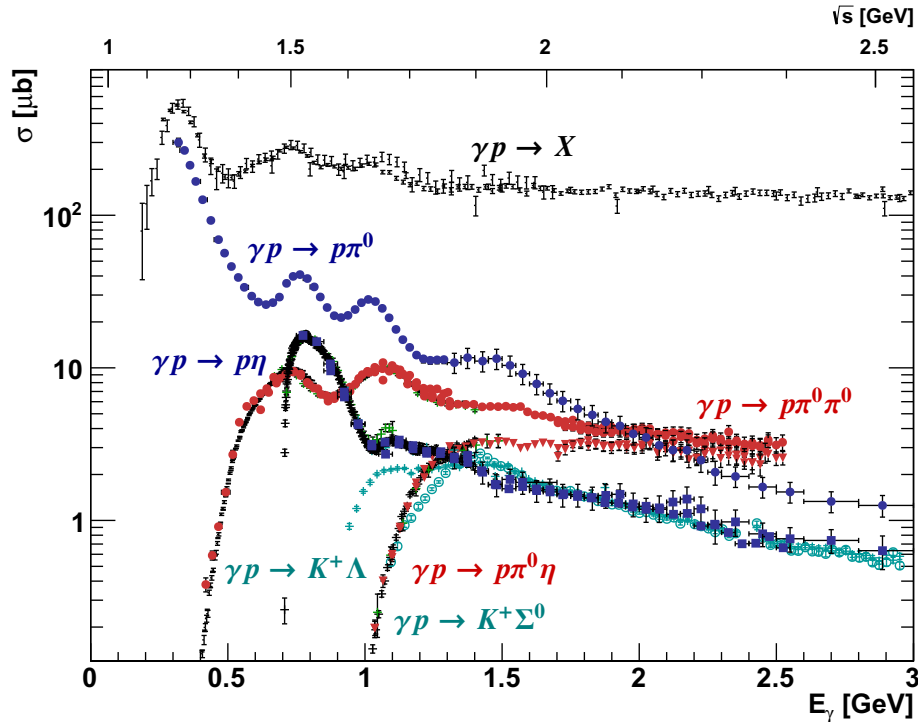 √s [GeV]
1 1.5 2 2.5
σ [μb]
γp → X
10²
γp → pπ⁰
γp → pη
10
γp → pπ⁰π⁰
1
γp → K⁺Λ
γp → pπ⁰η
γp → K⁺Σ⁰
0 0.5 1 1.5 2 2.5 3
E_γ [GeV]